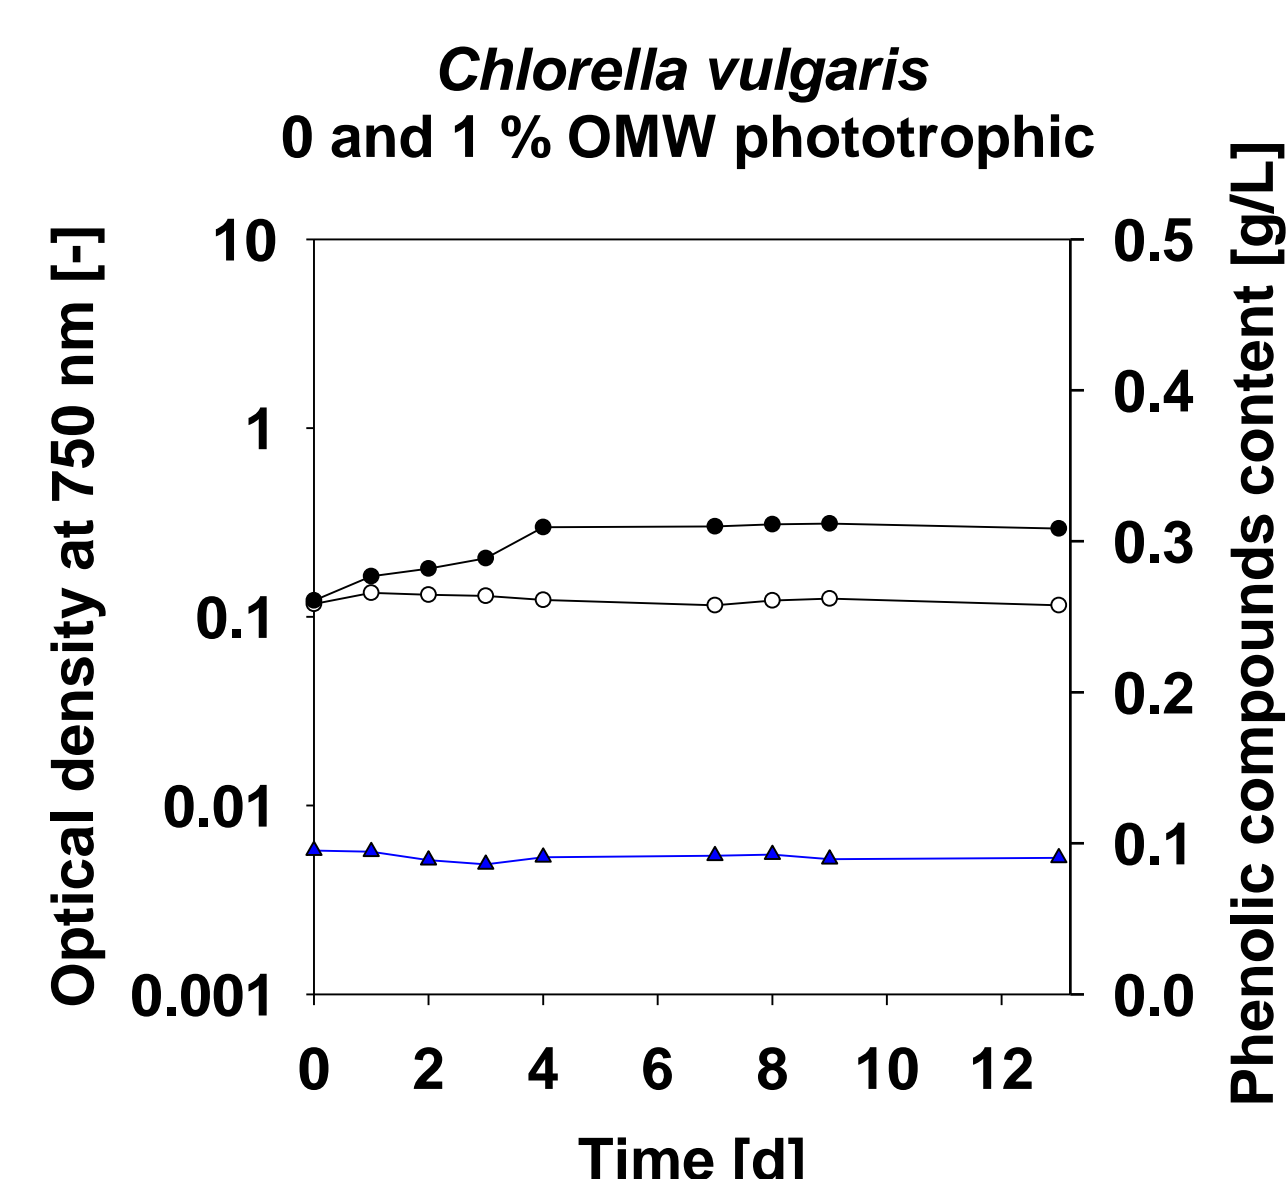 Chlorella vulgaris
0 and 1 % OMW phototrophic
Optical density at 750 nm [-]
10
1
0.1
0.01
0.001
0.5
0.4
0.3
0.2
0.1
0.0
Phenolic compounds content [g/L]
0 2 4 6 8 10 12
Time [d]